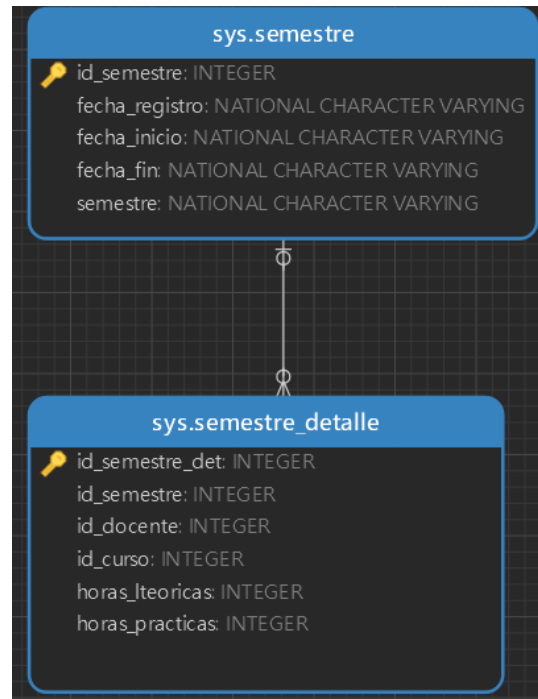 sys.semestre
id_semestre: INTEGER
fecha_registro: NATIONAL CHARACTER VARYING
fecha_inicio: NATIONAL CHARACTER VARYING
fecha_fin: NATIONAL CHARACTER VARYING
semestre: NATIONAL CHARACTER VARYING
sys.semestre_detalle
id_semestre_det: INTEGER
id_semestre: INTEGER
id_docente: INTEGER
id_curso: INTEGER
horas_lteoricas: INTEGER
horas_practicas: INTEGER